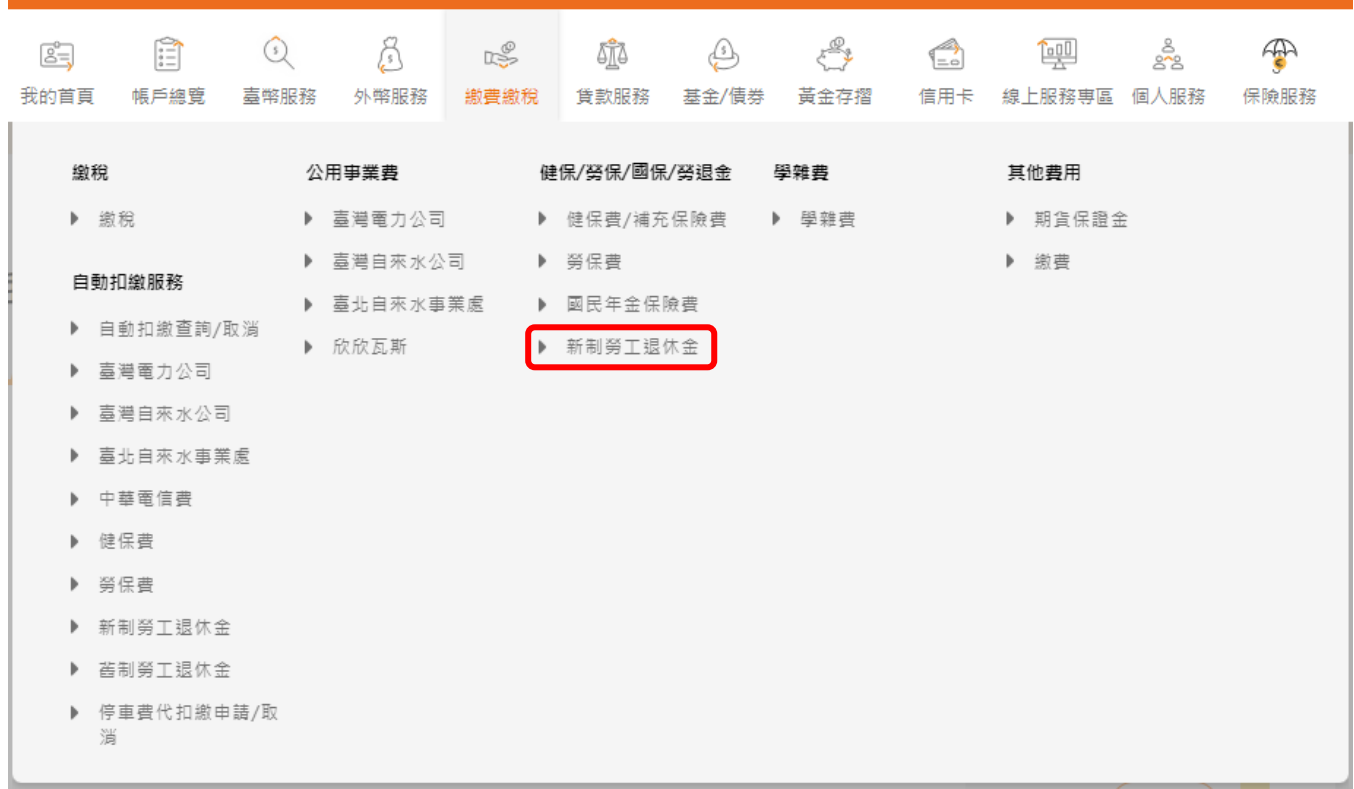 我的首頁
帳戶總覽
臺幣服務
外幣服務
繳費繳稅
貸款服務
基金/債券
黃金存摺
信用卡
線上服務專區
個人服務
保險服務
繳稅
繳稅
自動扣繳服務
自動扣繳查詢/取消
臺灣電力公司
臺灣自來水公司
臺北自來水事業處
中華電信費
健保費
勞保費
新制勞工退休金
舊制勞工退休金
停車費代扣繳申請/取
消
公用事業費
臺灣電力公司
臺灣自來水公司
臺北自來水事業處
欣欣瓦斯
健保/勞保/國保/勞退金
健保費/補充保險費
勞保費
國民年金保險費
新制勞工退休金
學雜費
學雜費
其他費用
期貨保證金
繳費